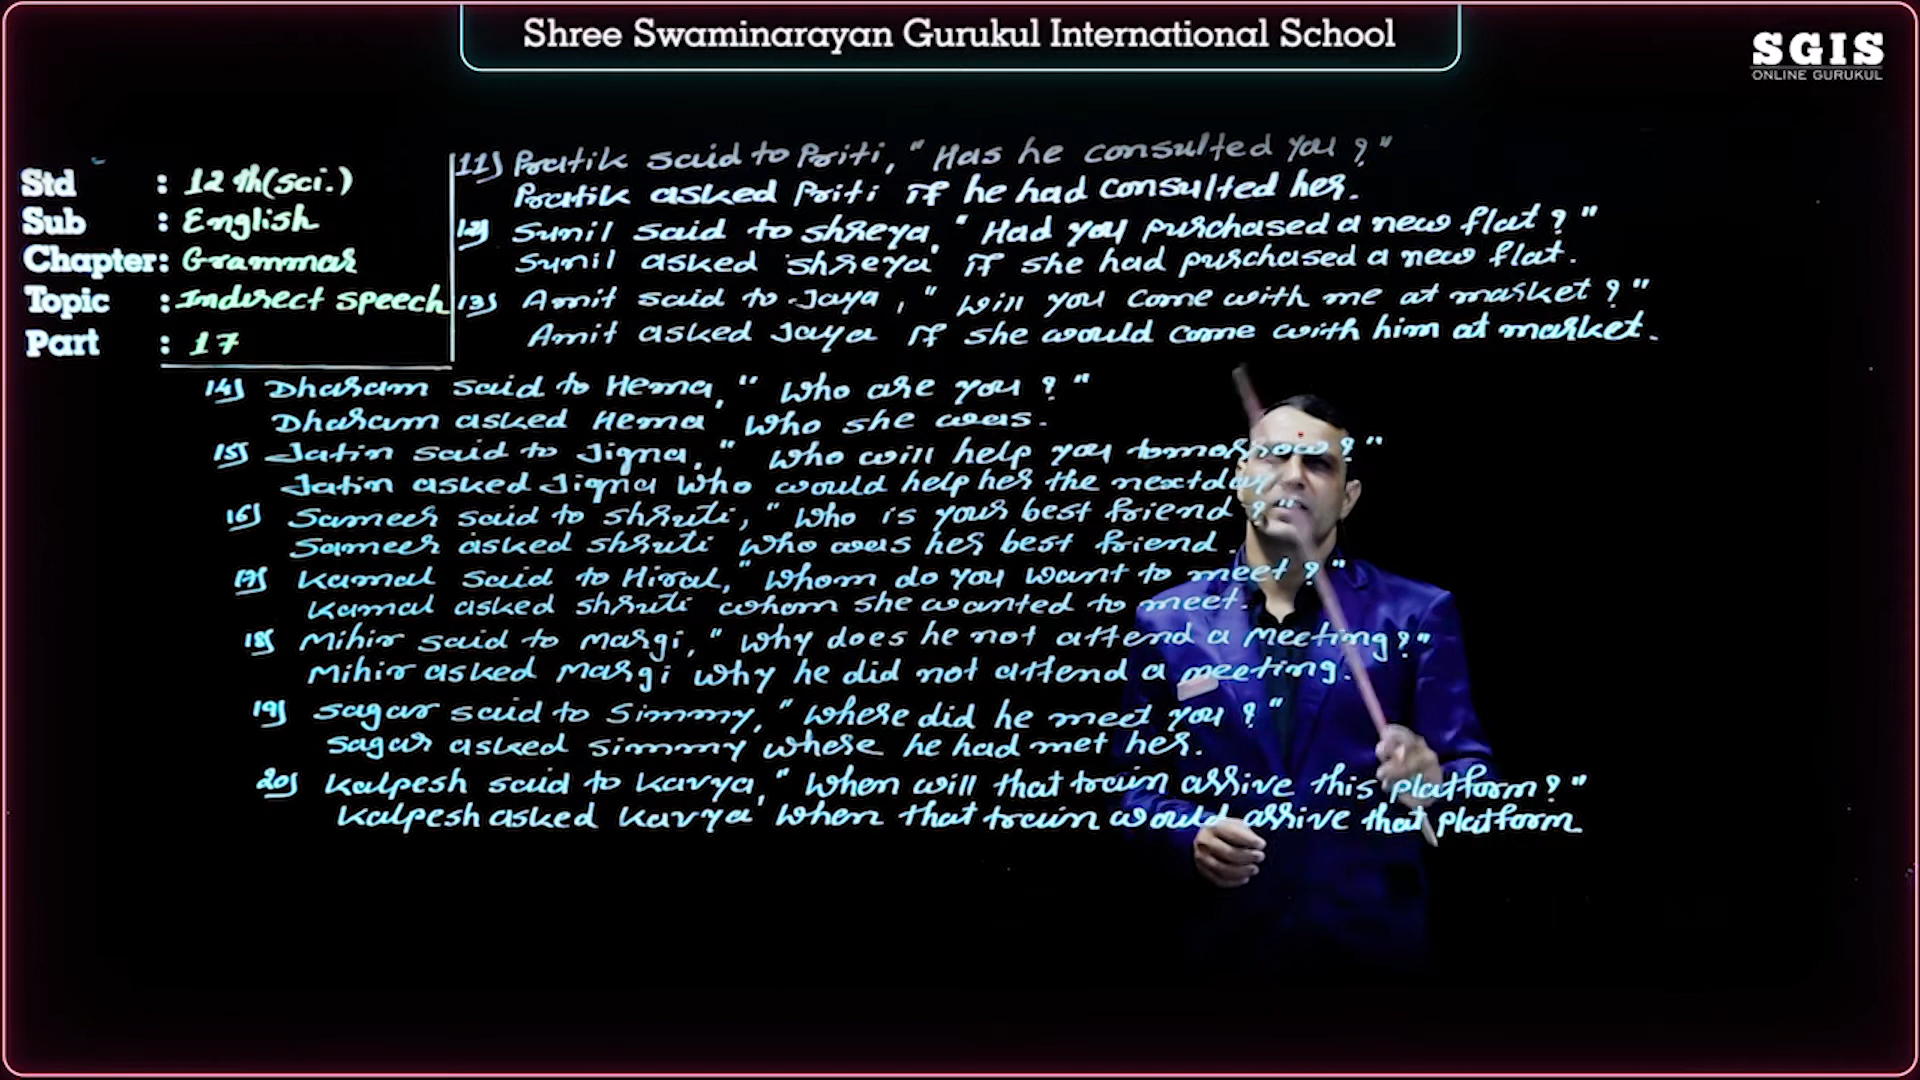 Shree Swaminarayan Gurukul International School
SGIS
ONLINE GURUKUL
Std : 12th(sci.)
Sub : English
Chapter: Grammar
Topic : Indirect speech
Part : 17
11) Pratik said to Priti, "Has he consulted you?"
Pratik asked Priti if he had consulted her.
12) Sunil said to shreya, "Had you purchased a new flat?"
Sunil asked shreya if she had purchased a new flat.
13) Amit said to Jaya, "Will you come with me at market?"
Amit asked Jaya if she would come with him at market.
14) Dharam said to Hema, "Who are you?"
Dharam asked Hema who she was.
15) Jatin said to Jigna, "Who will help you tomorrow?"
Jatin asked Jigna who would help her the next day
16) Sameer said to shruti, "Who is your best friend?"
Sameer asked shruti who was her best friend.
17) Kamal said to Hiral, "Whom do you want to meet?"
Kamal asked shruti whom she wanted to meet.
18) Mihir said to Margi, "Why does he not attend a meeting?"
Mihir asked Margi why he did not attend a meeting.
19) Sagar said to Simmy, "Where did he meet you?"
Sagar asked simmy where he had met her.
20) Kalpesh said to Kavya, "When will that train arrive this platform?"
Kalpesh asked Kavya when that train would arrive that platform